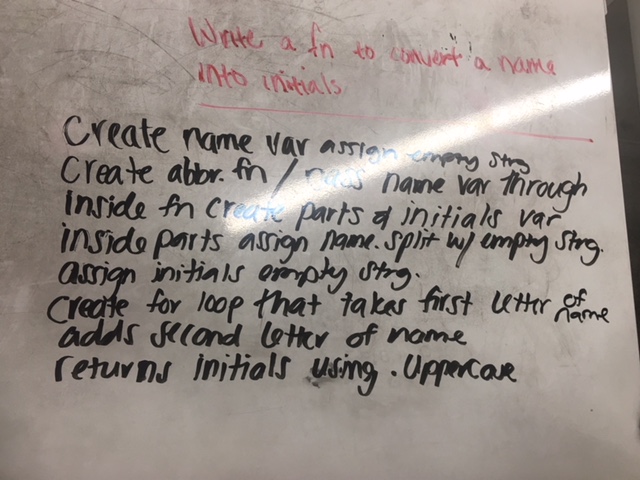 Write a fn to convert a name
into initials
Create name var assign empty strg
Create abbr. fn / pass name var through
inside fn create parts & initials var
inside parts assign name.split w/ empty strg.
assign initials empty strg.
Create for loop that takes first letter of name
adds second letter of name
returns initials using .Uppercase